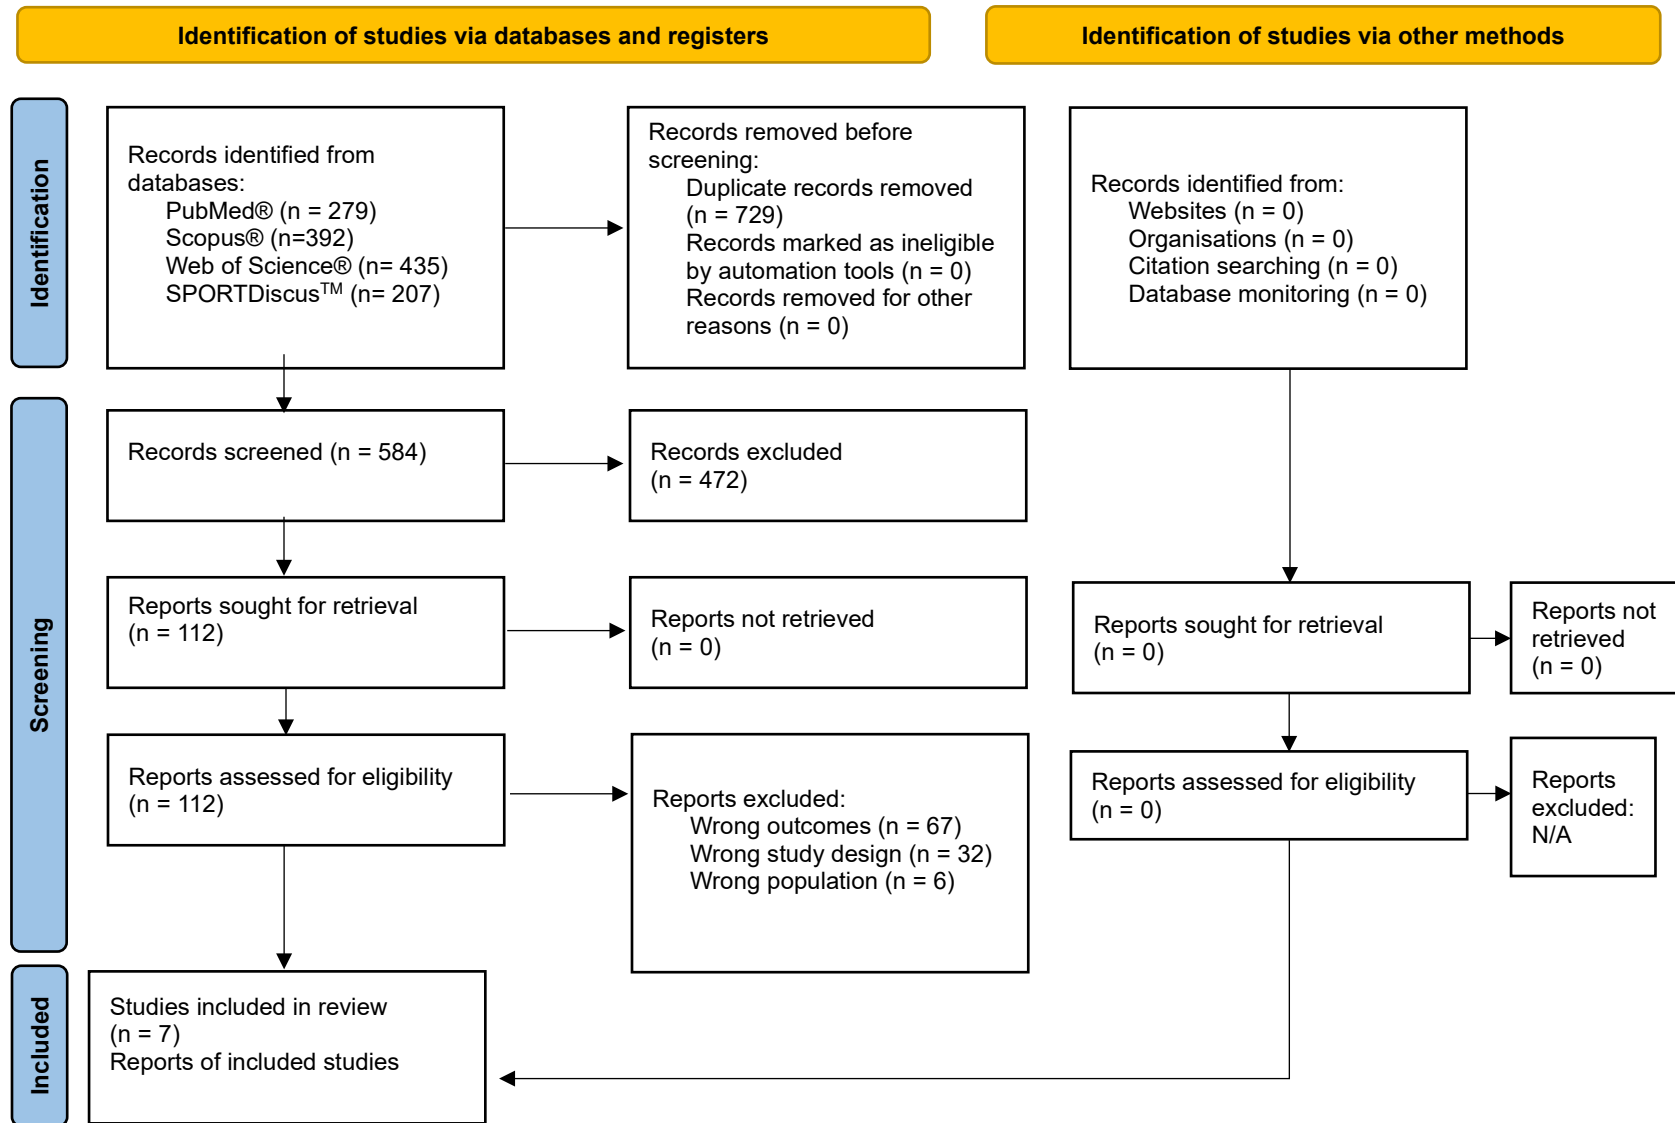 Identification of studies via databases and registers
Identification of studies via other methods
Identification
Records identified from
databases:
PubMed® (n = 279)
Scopus® (n=392)
Web of Science® (n= 435)
SPORTDiscus™ (n= 207)
Records removed before
screening:
Duplicate records removed
(n = 729)
Records marked as ineligible
by automation tools (n = 0)
Records removed for other
reasons (n = 0)
Records identified from:
Websites (n = 0)
Organisations (n = 0)
Citation searching (n = 0)
Database monitoring (n = 0)
Screening
Records screened (n = 584)
Records excluded
(n = 472)
Reports sought for retrieval
(n = 112)
Reports not retrieved
(n = 0)
Reports sought for retrieval
(n = 0)
Reports not
retrieved
(n = 0)
Reports assessed for eligibility
(n = 112)
Reports excluded:
Wrong outcomes (n = 67)
Wrong study design (n = 32)
Wrong population (n = 6)
Reports assessed for eligibility
(n = 0)
Reports
excluded:
N/A
Included
Studies included in review
(n = 7)
Reports of included studies